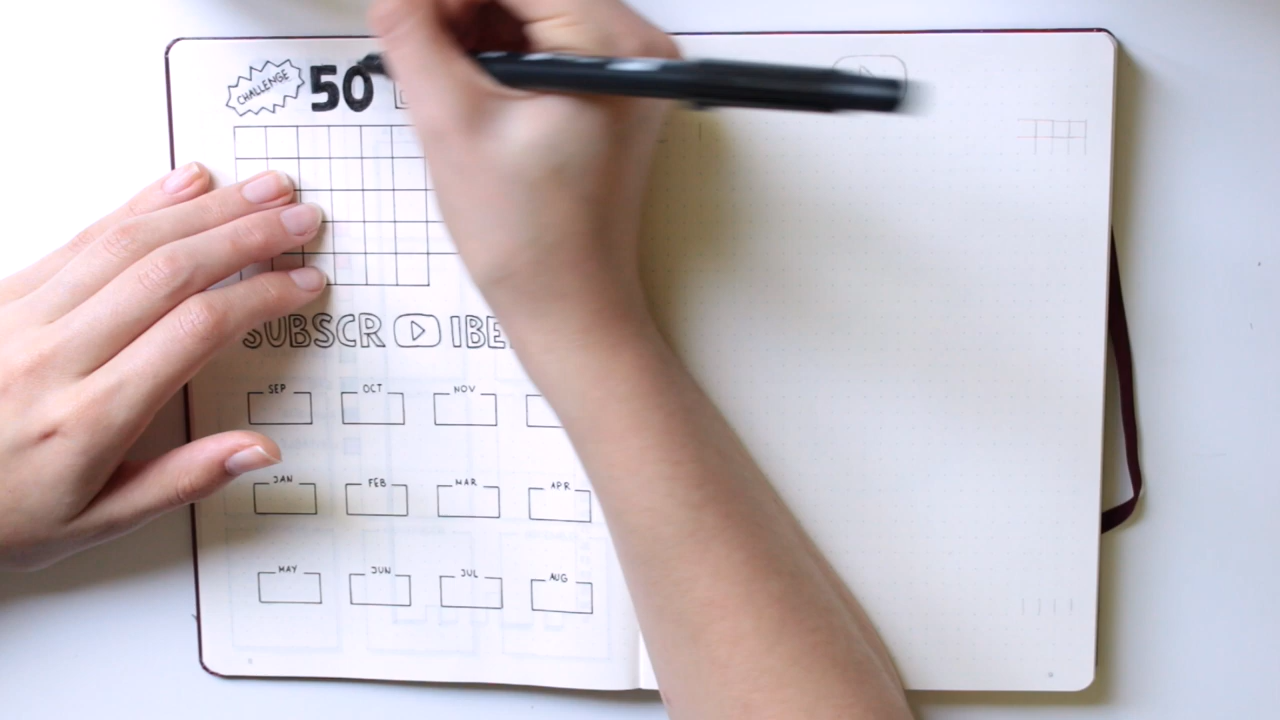 CHALLENGE 50
SUBSCR IBE
SEP OCT NOV
JAN FEB MAR APR
MAY JUN JUL AUG